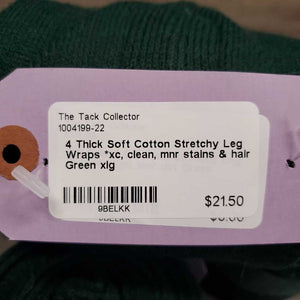 The Tack Collector
1004199-22
4 Thick Soft Cotton Stretchy Leg
Wraps *xc, clean, mnr stains & hair
Green xlg
9BELKK
$21.50